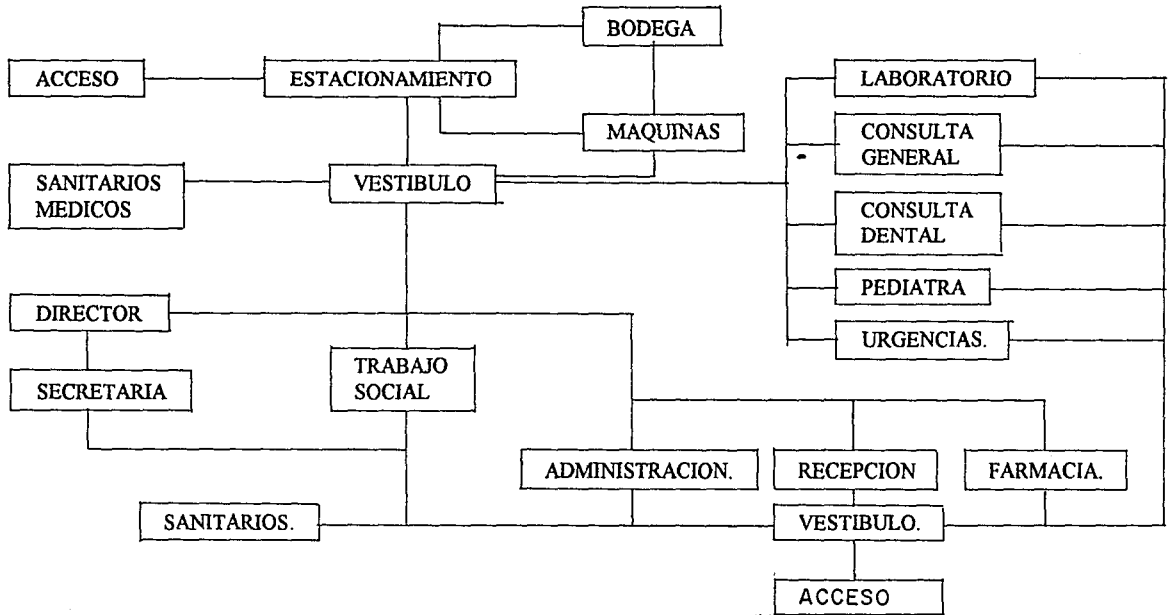 BODEGA
ACCESO
ESTACIONAMIENTO
LABORATORIO
MAQUINAS
CONSULTA
GENERAL
SANITARIOS
MEDICOS
VESTIBULO
CONSULTA
DENTAL
PEDIATRA
DIRECTOR
URGENCIAS.
TRABAJO
SOCIAL
SECRETARIA
ADMINISTRACION.
RECEPCION
FARMACIA.
SANITARIOS.
VESTIBULO.
ACCESO